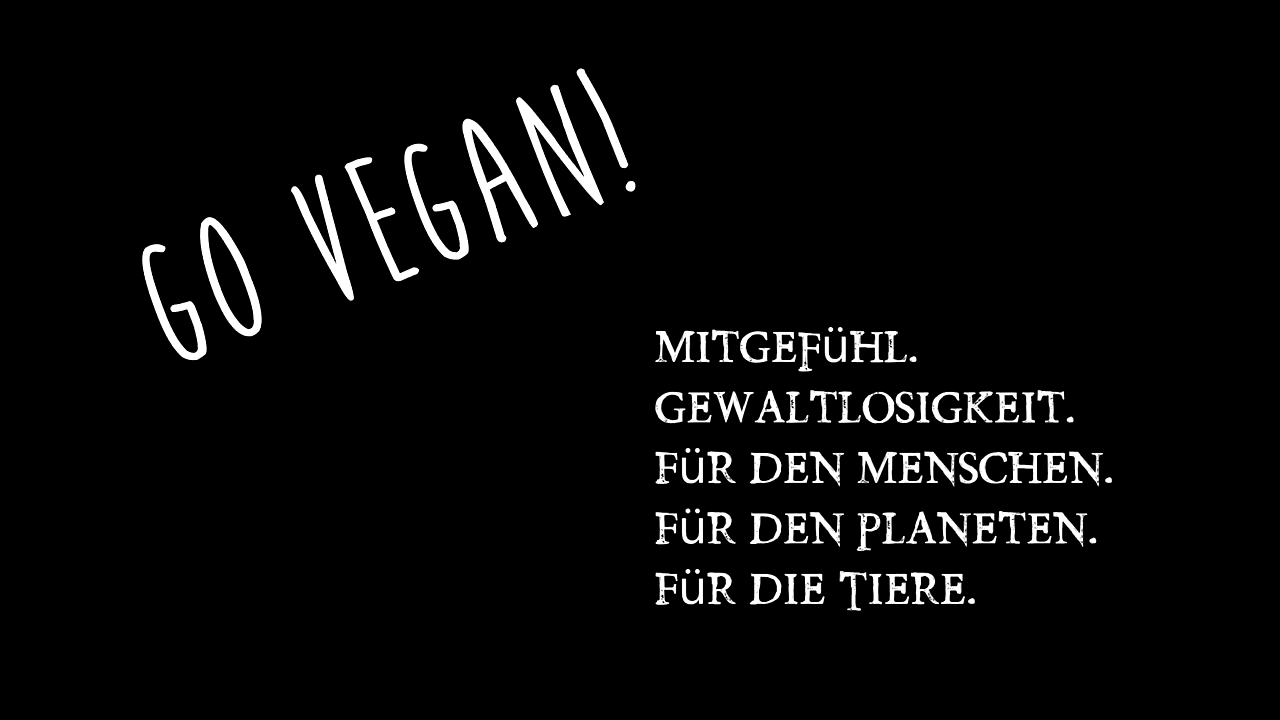 GO VEGAN!
MITGEFÜHL.
GEWALTLOSIGKEIT.
FÜR DEN MENSCHEN.
FÜR DEN PLANETEN.
FÜR DIE TIERE.